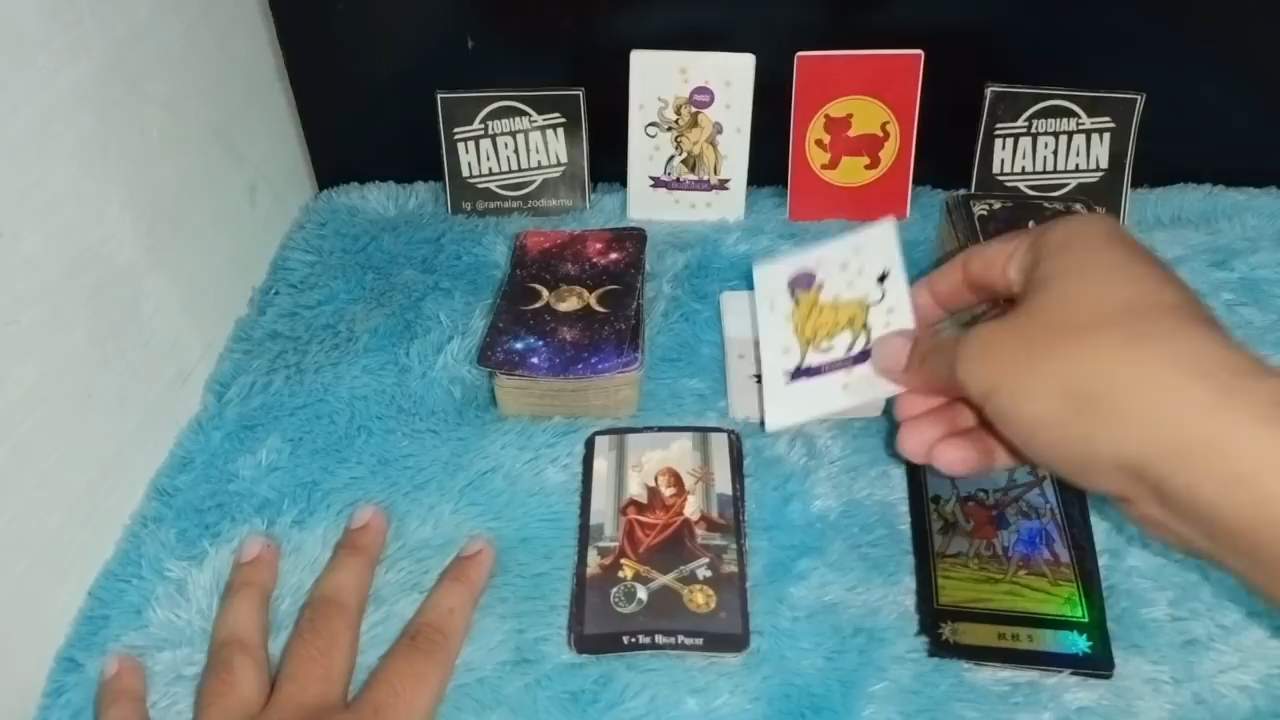 ZODIAK
HARIAN
Ig: @ramalan_zodiakmu
ZODIAK
HARIAN
V • THE HIGH PRIEST
权杖 5